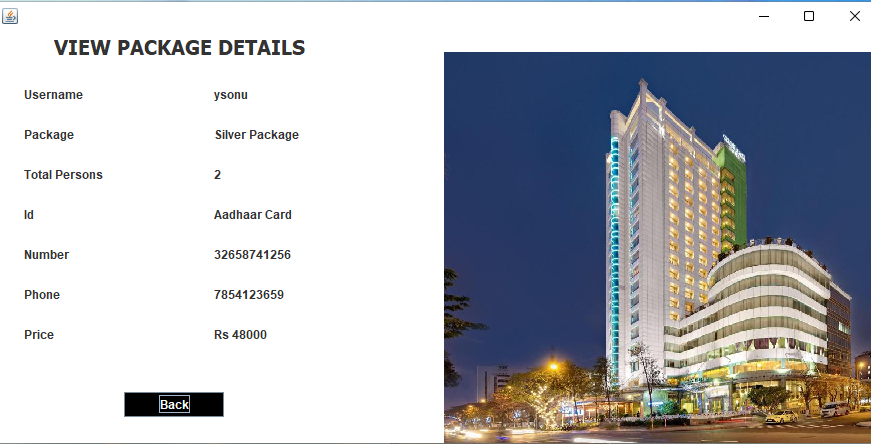 VIEW PACKAGE DETAILS
Username ysonu
Package Silver Package
Total Persons 2
Id Aadhaar Card
Number 32658741256
Phone 7854123659
Price Rs 48000
Back